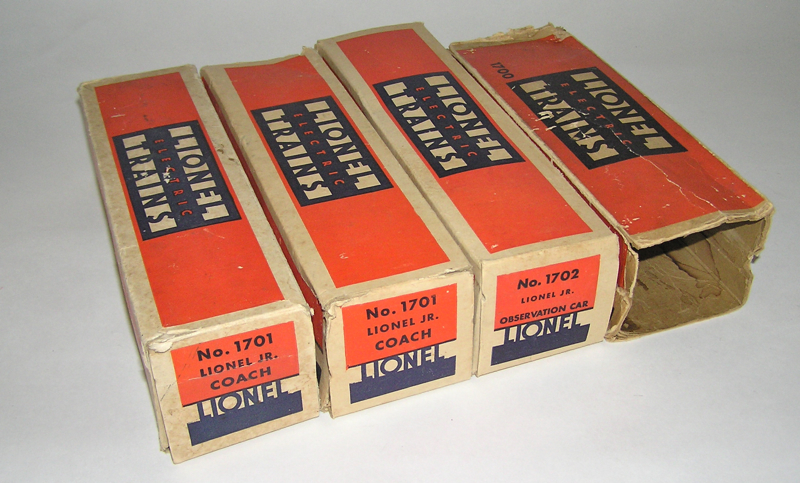 LIONEL
ELECTRIC
TRAINS
No. 1701
LIONEL JR.
COACH
LIONEL
LIONEL
ELECTRIC
TRAINS
No. 1701
LIONEL JR.
COACH
LIONEL
LIONEL
ELECTRIC
TRAINS
No. 1702
LIONEL JR.
OBSERVATION CAR
LIONEL
1700
LIONEL
ELECTRIC
TRAINS